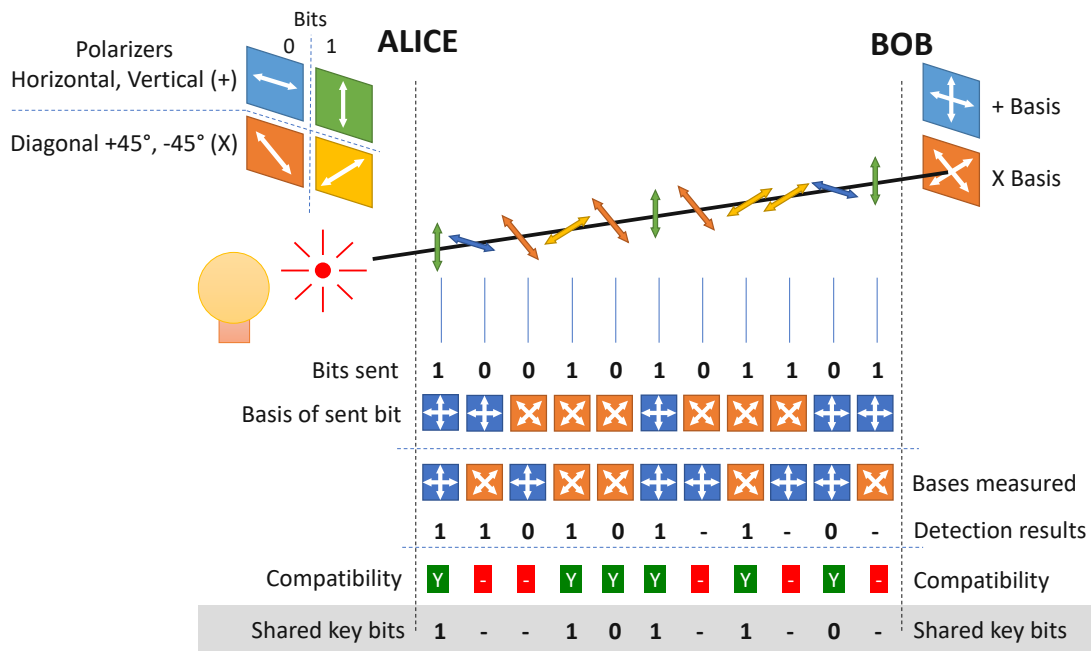 Bits
0 1
Polarizers
Horizontal, Vertical (+)
Diagonal +45°, -45° (X)
ALICE
BOB
+ Basis
X Basis
Bits sent 1 0 0 1 0 1 0 1 1 0 1
Basis of sent bit
Bases measured
1 1 0 1 0 1 - 1 - 0 - Detection results
Compatibility Y - - Y Y Y - Y - Y - Compatibility
Shared key bits 1 - - 1 0 1 - 1 - 0 - Shared key bits